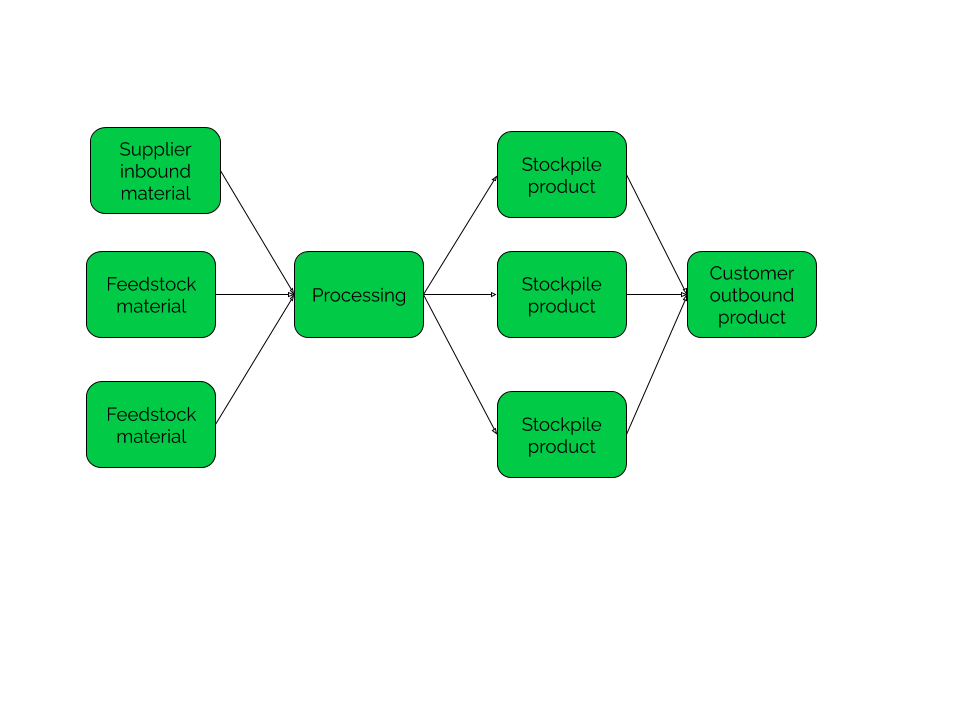 Supplier
inbound
material
Feedstock
material
Feedstock
material
Processing
Stockpile
product
Stockpile
product
Stockpile
product
Customer
outbound
product